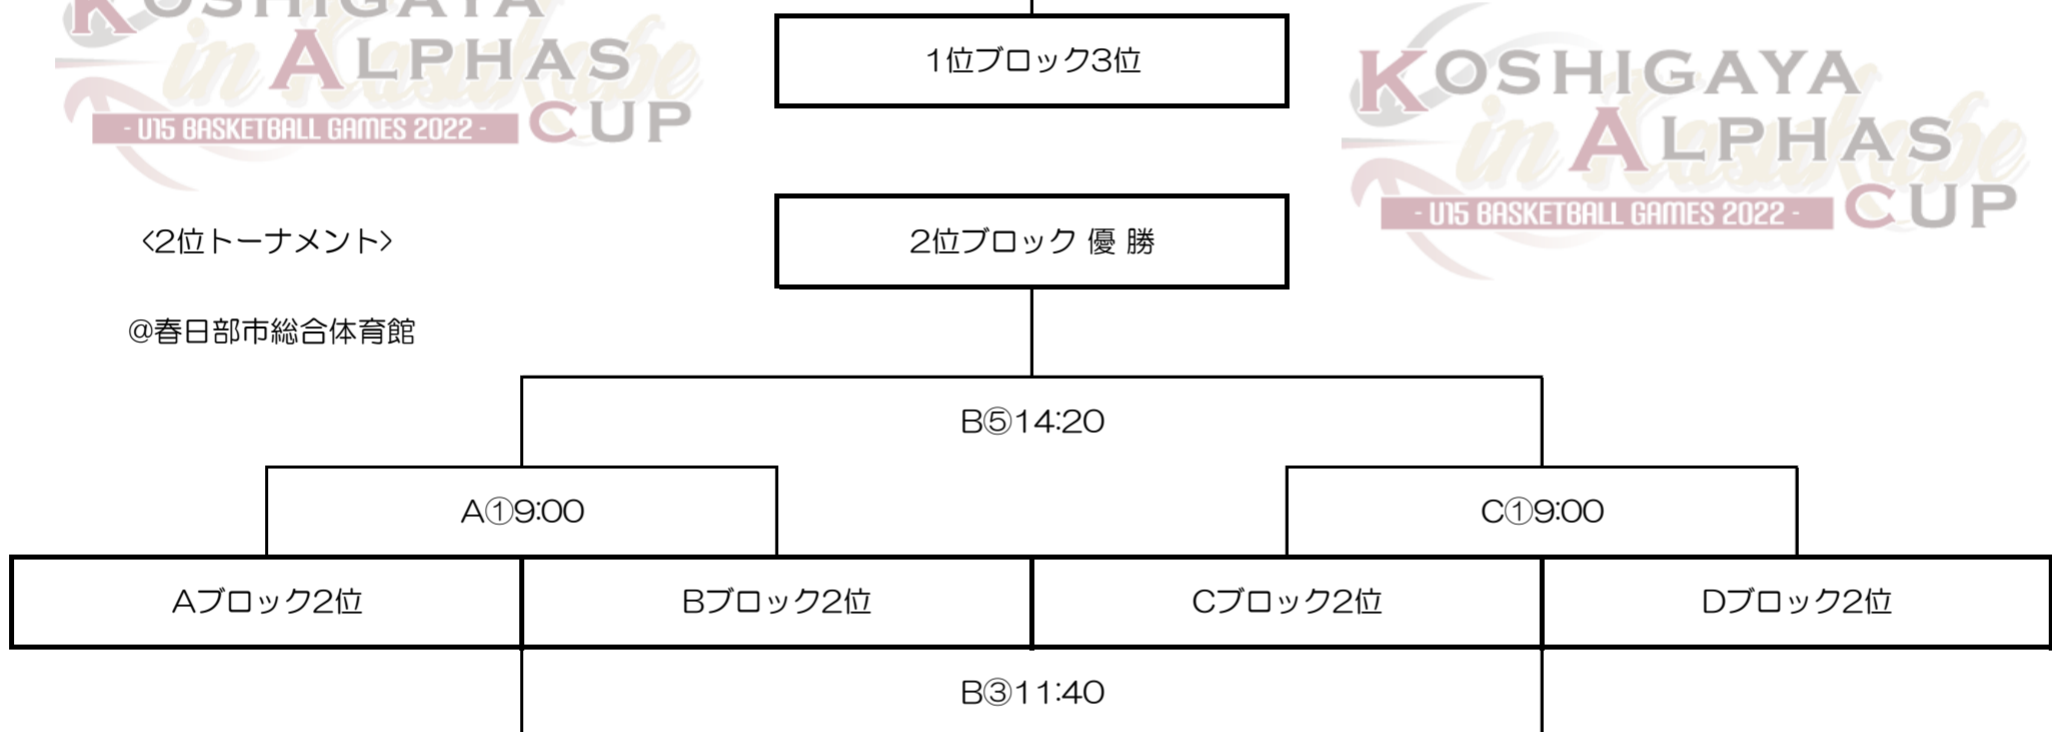 KOSHIGAYA
in Kasukabe
ALPHAS
CUP
- U15 BASKETBALL GAMES 2022 -
1位ブロック3位
KOSHIGAYA
in Kasukabe
ALPHAS
CUP
- U15 BASKETBALL GAMES 2022 -
<2位トーナメント>
2位ブロック 優 勝
@春日部市総合体育館
B⑤14:20
A①9:00
C①9:00
Aブロック2位
Bブロック2位
Cブロック2位
Dブロック2位
B③11:40